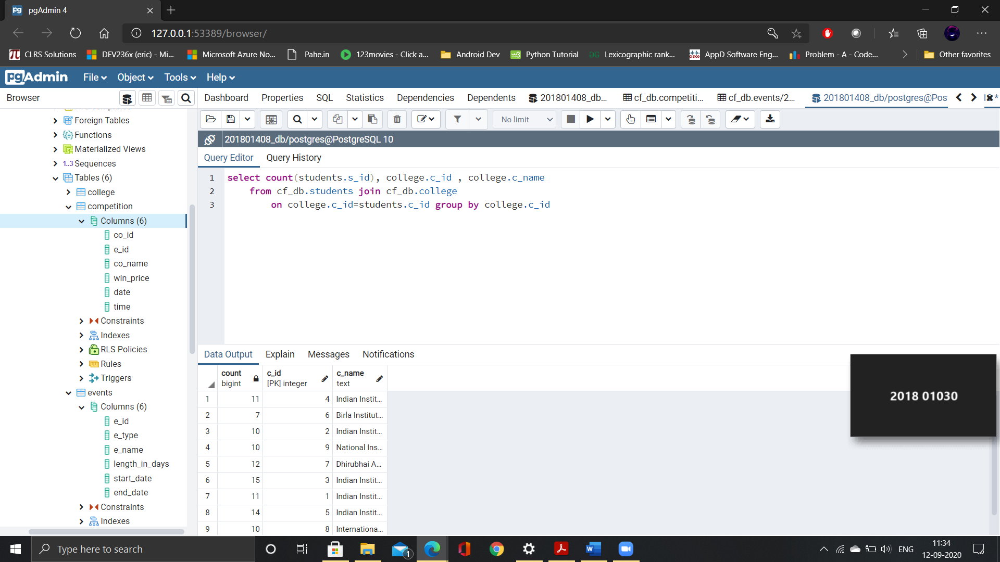 pgAdmin 4
127.0.0.1:53389/browser/
CLRS Solutions
DEV236x (eric) - Mi...
Microsoft Azure No...
Pahe.in
123movies - Click a...
Android Dev
Python Tutorial
Lexicographic rank...
AppD Software Eng...
Problem - A - Code...
Other favorites
pgAdmin
File
Object
Tools
Help
Browser
Dashboard
Properties
SQL
Statistics
Dependencies
Dependents
201801408_db...
cf_db.competiti...
cf_db.events/2...
201801408_db/postgres@Pos
No limit
201801408_db/postgres@PostgreSQL 10
Query Editor
Query History
Foreign Tables
Functions
Materialized Views
1..3 Sequences
Tables (6)
college
competition
Columns (6)
co_id
e_id
co_name
win_price
date
time
Constraints
Indexes
RLS Policies
Rules
Triggers
events
Columns (6)
e_id
e_type
e_name
length_in_days
start_date
end_date
Constraints
Indexes
1 select count(students.s_id), college.c_id , college.c_name
2 from cf_db.students join cf_db.college
3 on college.c_id=students.c_id group by college.c_id
Data Output
Explain
Messages
Notifications
count bigint
c_id [PK] integer
c_name text
1 11 4 Indian Instit...
2 7 6 Birla Institut...
3 10 2 Indian Instit...
4 10 9 National Ins...
5 12 7 Dhirubhai A...
6 15 3 Indian Instit...
7 11 1 Indian Instit...
8 14 5 Indian Instit...
9 10 8 Internationa...
2018 01030
Type here to search
1
ENG
11:34
12-09-2020